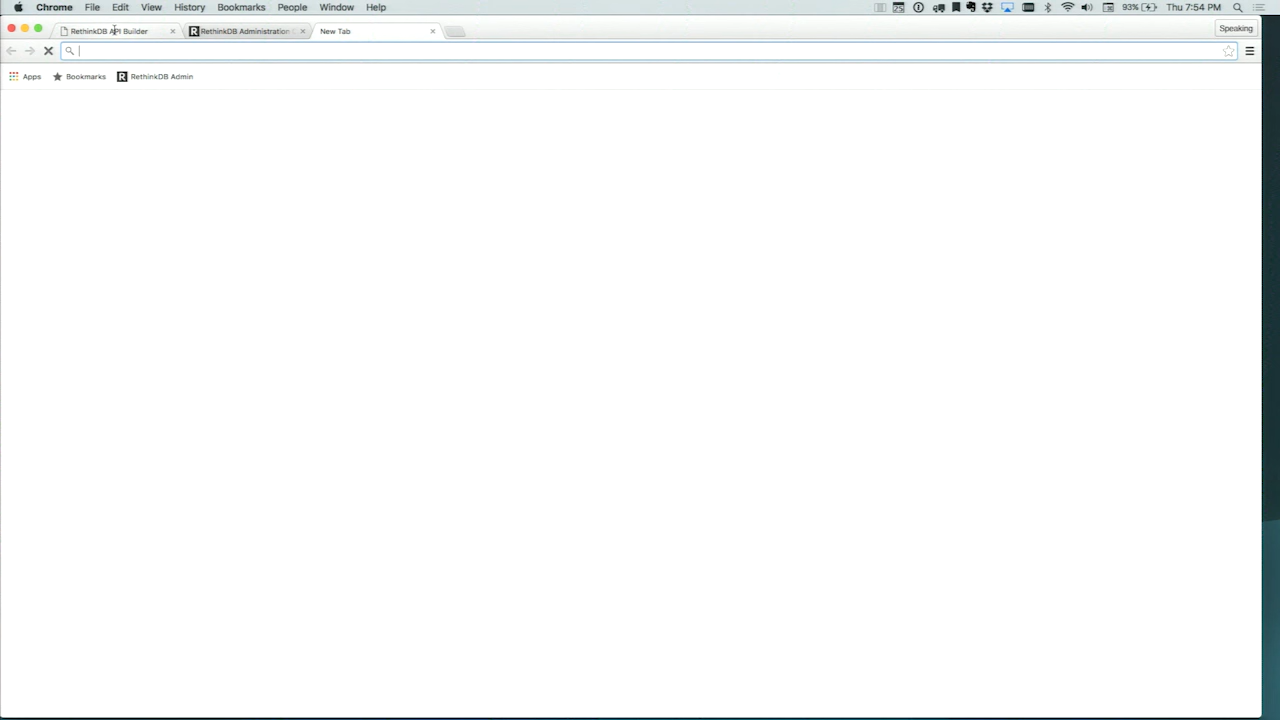 Chrome File Edit View History Bookmarks People Window Help 93% Thu 7:54 PM
RethinkDB API Builder RethinkDB Administration New Tab Speaking
Apps Bookmarks RethinkDB Admin